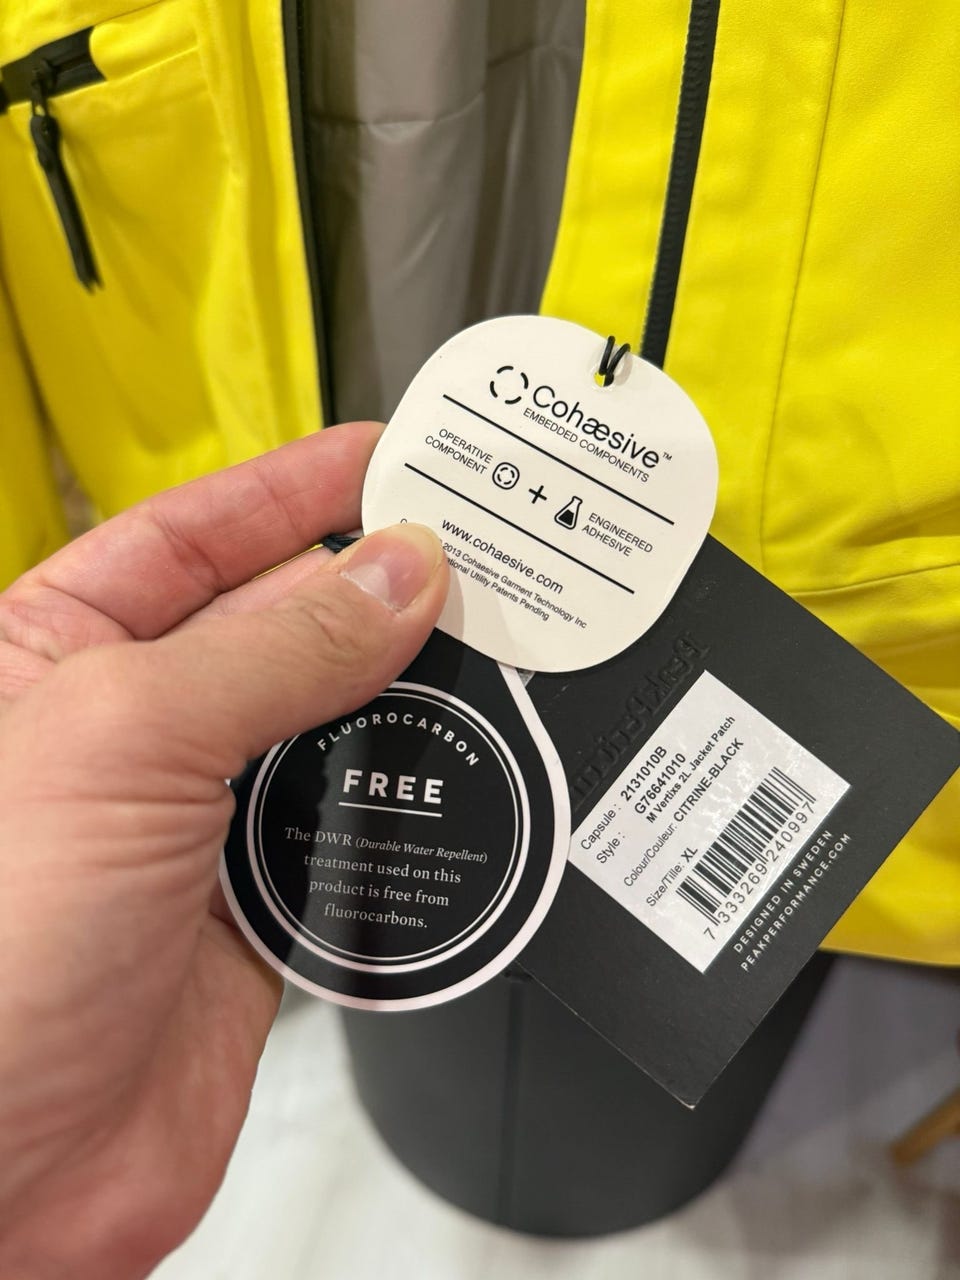 Cohæsive™
EMBEDDED COMPONENTS
OPERATIVE
COMPONENT
+
ENGINEERED
ADHESIVE
www.cohaesive.com
2013 Cohaesive Garment Technology Inc
Utility Patents Pending
FLUOROCARBON
FREE
The DWR (Durable Water Repellent)
treatment used on this
product is free from
fluorocarbons.
Capsule : 2131010B
Style : G76641010
M Vertixs 2L Jacket Patch
Colour/Couleur: CITRINE-BLACK
Size/Tille: XL
7 333269 240997
DESIGNED IN SWEDEN
PEAKPERFORMANCE.COM